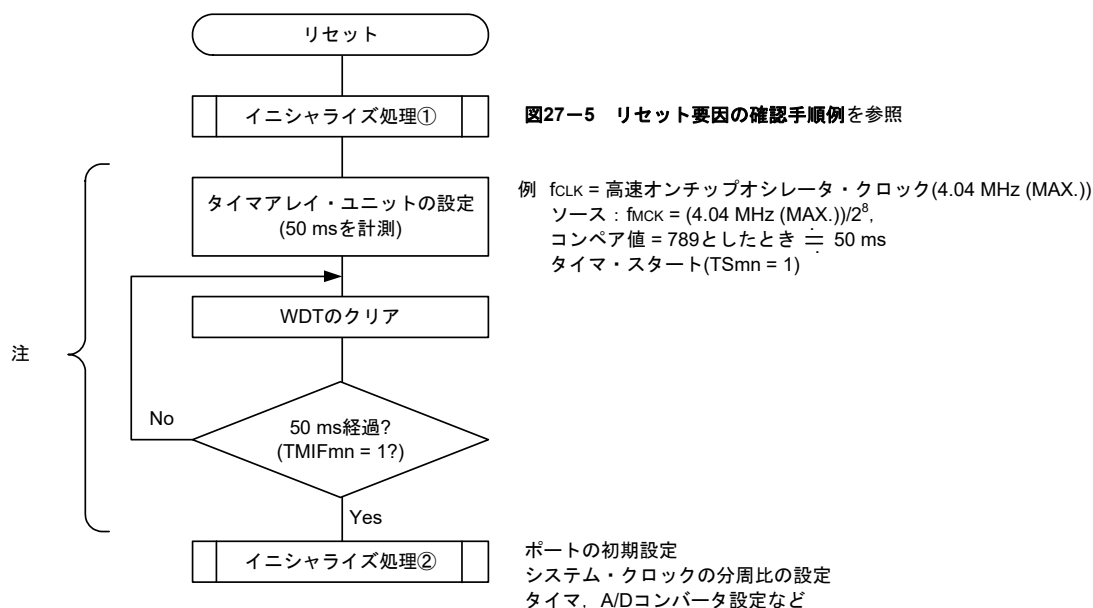 リセット
イニシャライズ処理①
図27－5　リセット要因の確認手順例を参照
タイマアレイ・ユニットの設定
(50 msを計測)
例 fCLK = 高速オンチップオシレータ・クロック(4.04 MHz (MAX.))
ソース : fMCK = (4.04 MHz (MAX.))/2⁸,
コンペア値 = 789としたとき ≒ 50 ms
タイマ・スタート(TSmn = 1)
WDTのクリア
注
No
50 ms経過?
(TMIFmn = 1?)
Yes
イニシャライズ処理②
ポートの初期設定
システム・クロックの分周比の設定
タイマ，A/Dコンバータ設定など